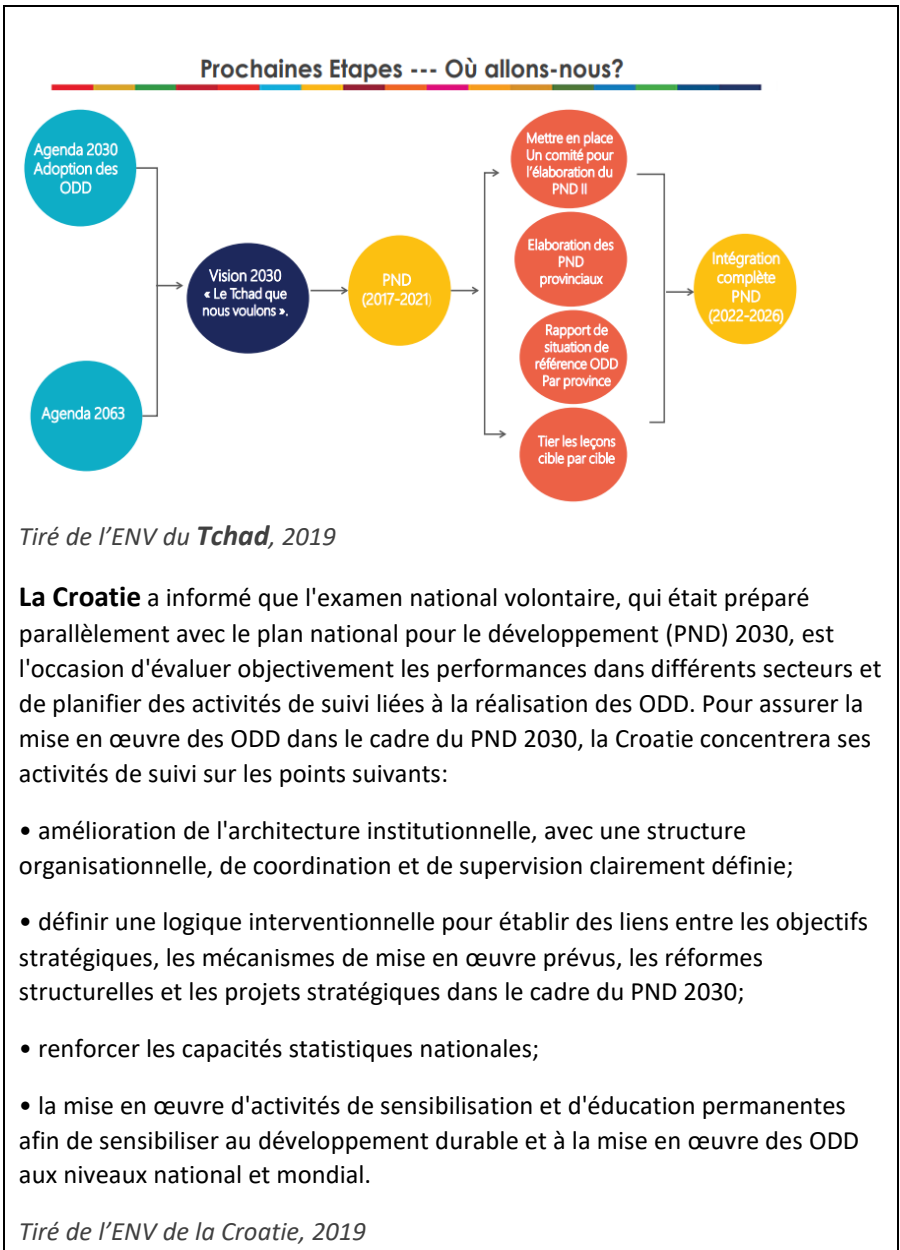 Prochaines Etapes --- Où allons-nous?
Agenda 2030
Adoption des
ODD
Agenda 2063
Vision 2030
« Le Tchad que
nous voulons ».
PND
(2017-2021)
Mettre en place
Un comité pour
l'élaboration du
PND II
Elaboration des
PND
provinciaux
Rapport de
situation de
référence ODD
Par province
Tier les leçons
cible par cible
Intégration
complète
PND
(2022-2026)
Tiré de l'ENV du Tchad, 2019
La Croatie a informé que l'examen national volontaire, qui était préparé
parallèlement avec le plan national pour le développement (PND) 2030, est
l'occasion d'évaluer objectivement les performances dans différents secteurs et
de planifier des activités de suivi liées à la réalisation des ODD. Pour assurer la
mise en œuvre des ODD dans le cadre du PND 2030, la Croatie concentrera ses
activités de suivi sur les points suivants:
• amélioration de l'architecture institutionnelle, avec une structure
organisationnelle, de coordination et de supervision clairement définie;
• définir une logique interventionnelle pour établir des liens entre les objectifs
stratégiques, les mécanismes de mise en œuvre prévus, les réformes
structurelles et les projets stratégiques dans le cadre du PND 2030;
• renforcer les capacités statistiques nationales;
• la mise en œuvre d'activités de sensibilisation et d'éducation permanentes
afin de sensibiliser au développement durable et à la mise en œuvre des ODD
aux niveaux national et mondial.
Tiré de l'ENV de la Croatie, 2019